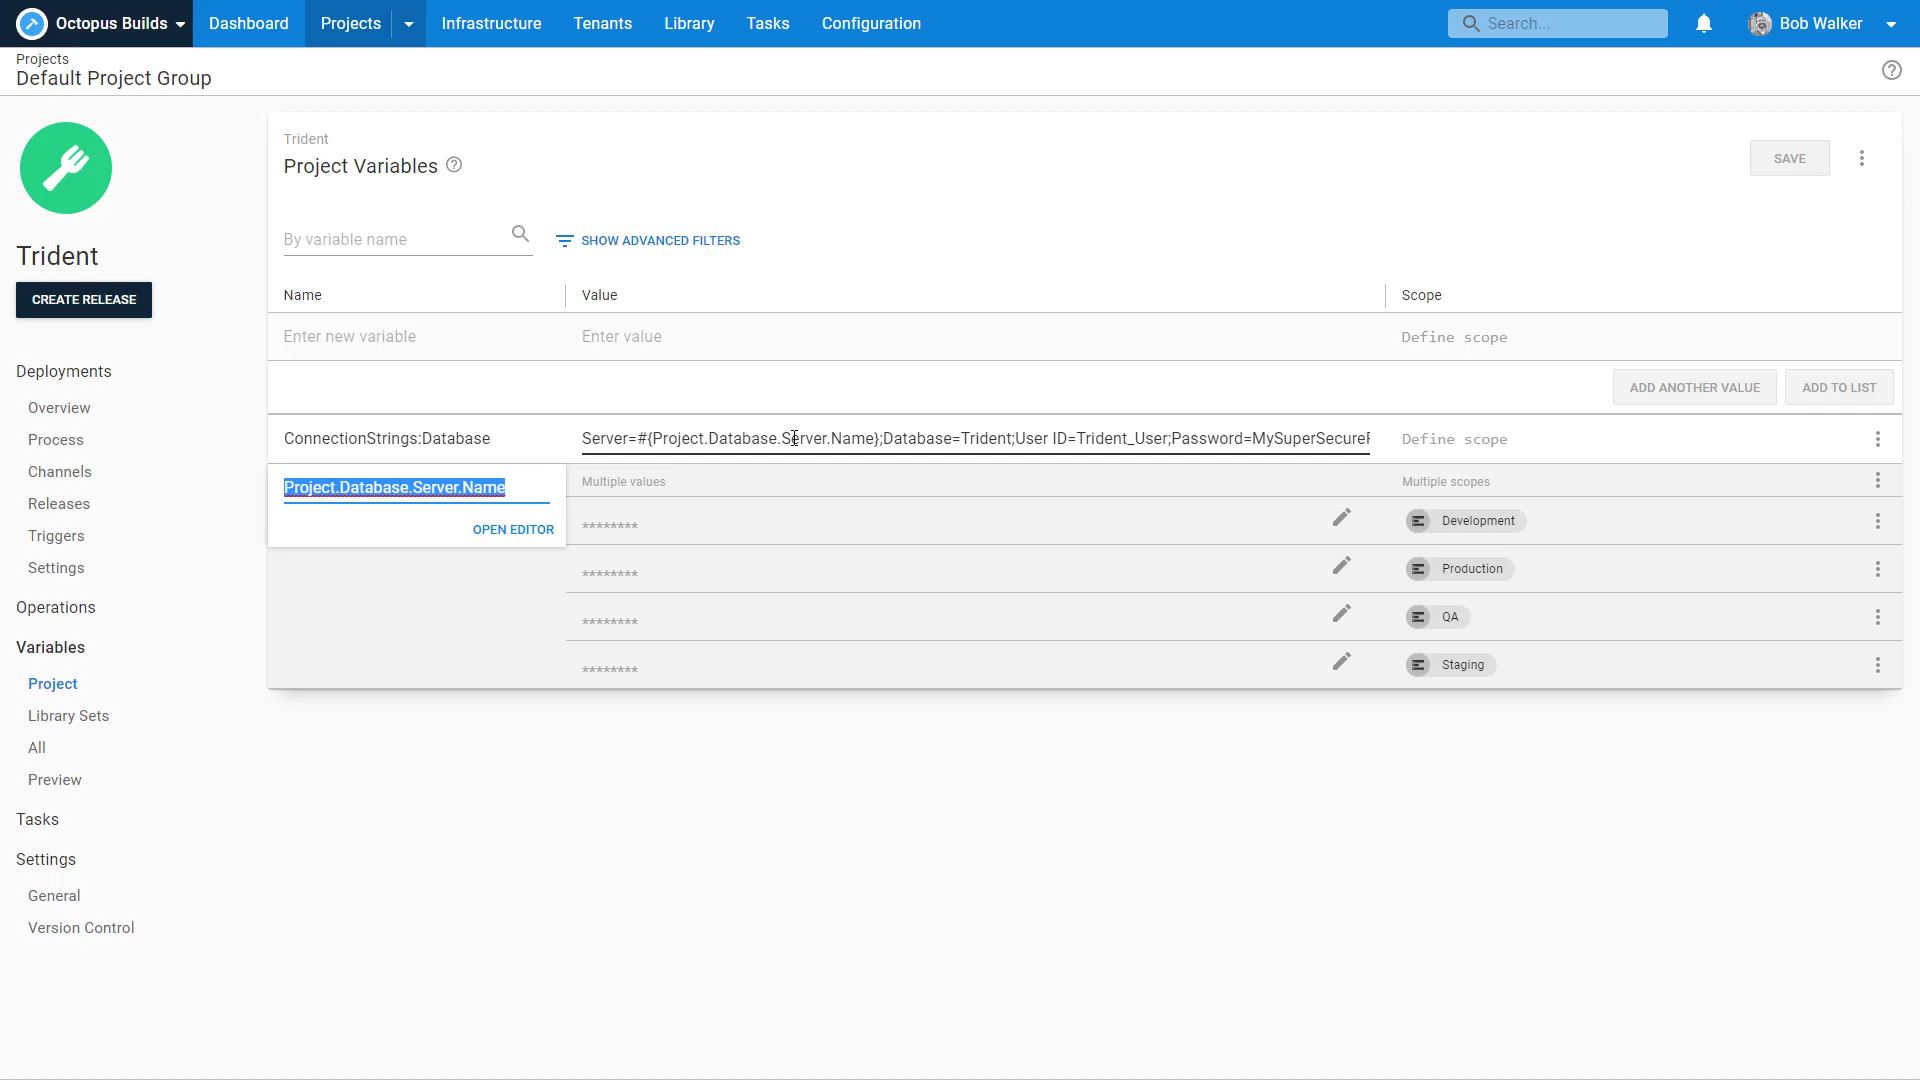 Octopus Builds
Dashboard
Projects
Infrastructure
Tenants
Library
Tasks
Configuration
Search...
Bob Walker
Projects
Default Project Group
Trident
CREATE RELEASE
Deployments
Overview
Process
Channels
Releases
Triggers
Settings
Operations
Variables
Project
Library Sets
All
Preview
Tasks
Settings
General
Version Control
Trident
Project Variables
SAVE
By variable name
SHOW ADVANCED FILTERS
Name Value Scope
Enter new variable Enter value Define scope
ADD ANOTHER VALUE ADD TO LIST
ConnectionStrings:Database Server=#{Project.Database.Server.Name};Database=Trident;User ID=Trident_User;Password=MySuperSecure Define scope
Project.Database.Server.Name Multiple values Multiple scopes
OPEN EDITOR
******** Development
******** Production
******** QA
******** Staging